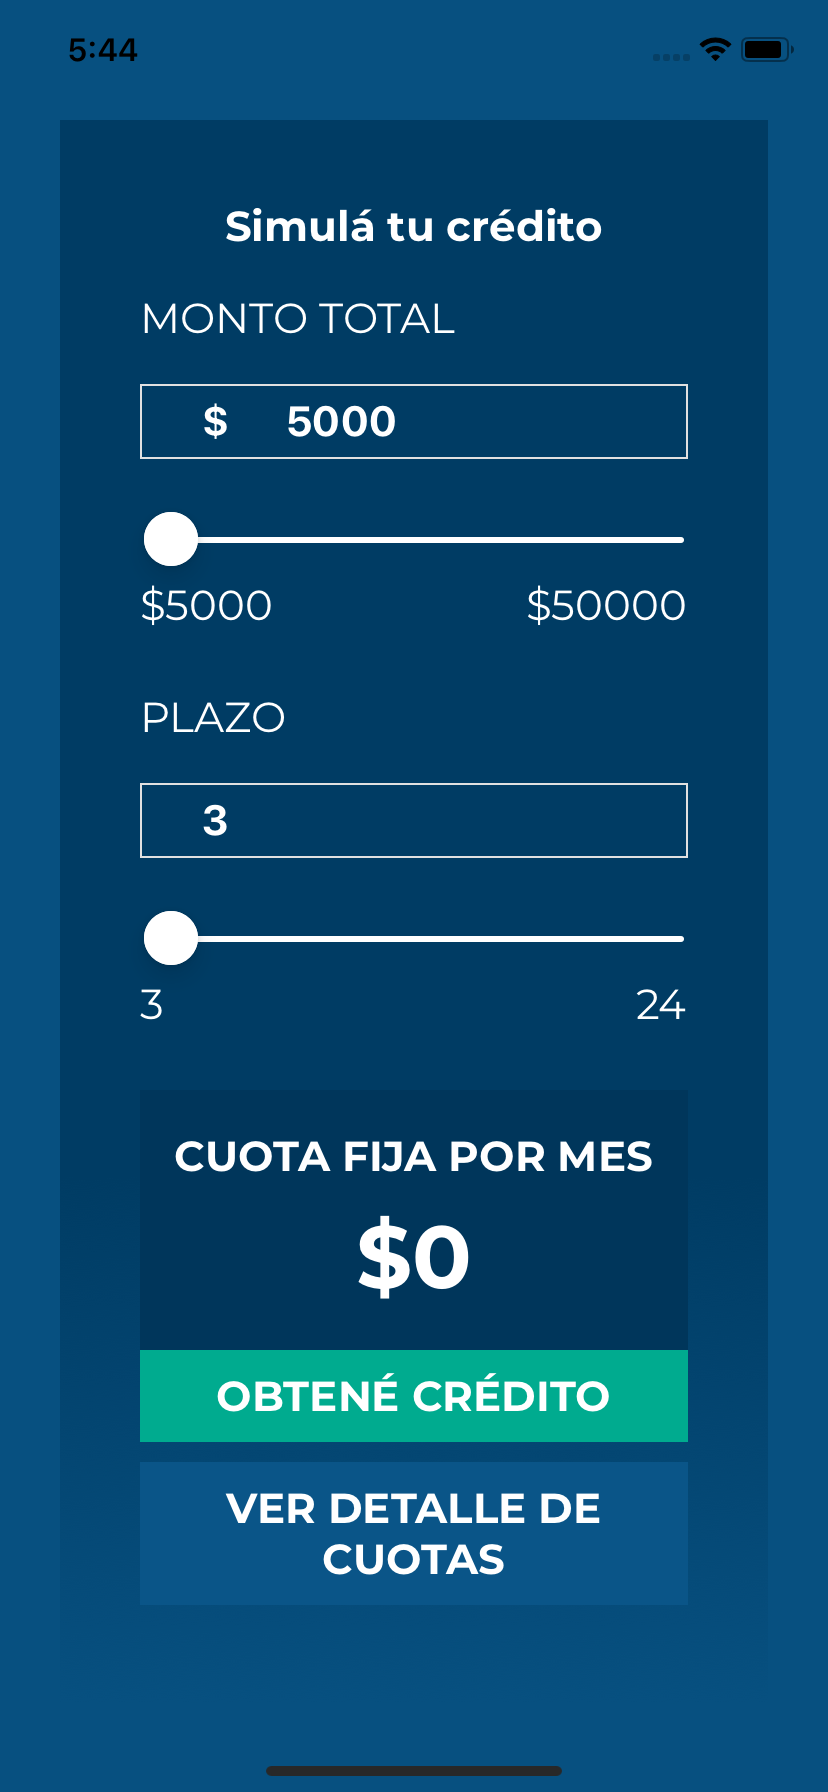 5:44
Simulá tu crédito
MONTO TOTAL
$ 5000
$5000 $50000
PLAZO
3
3 24
CUOTA FIJA POR MES
$0
OBTENÉ CRÉDITO
VER DETALLE DE
CUOTAS